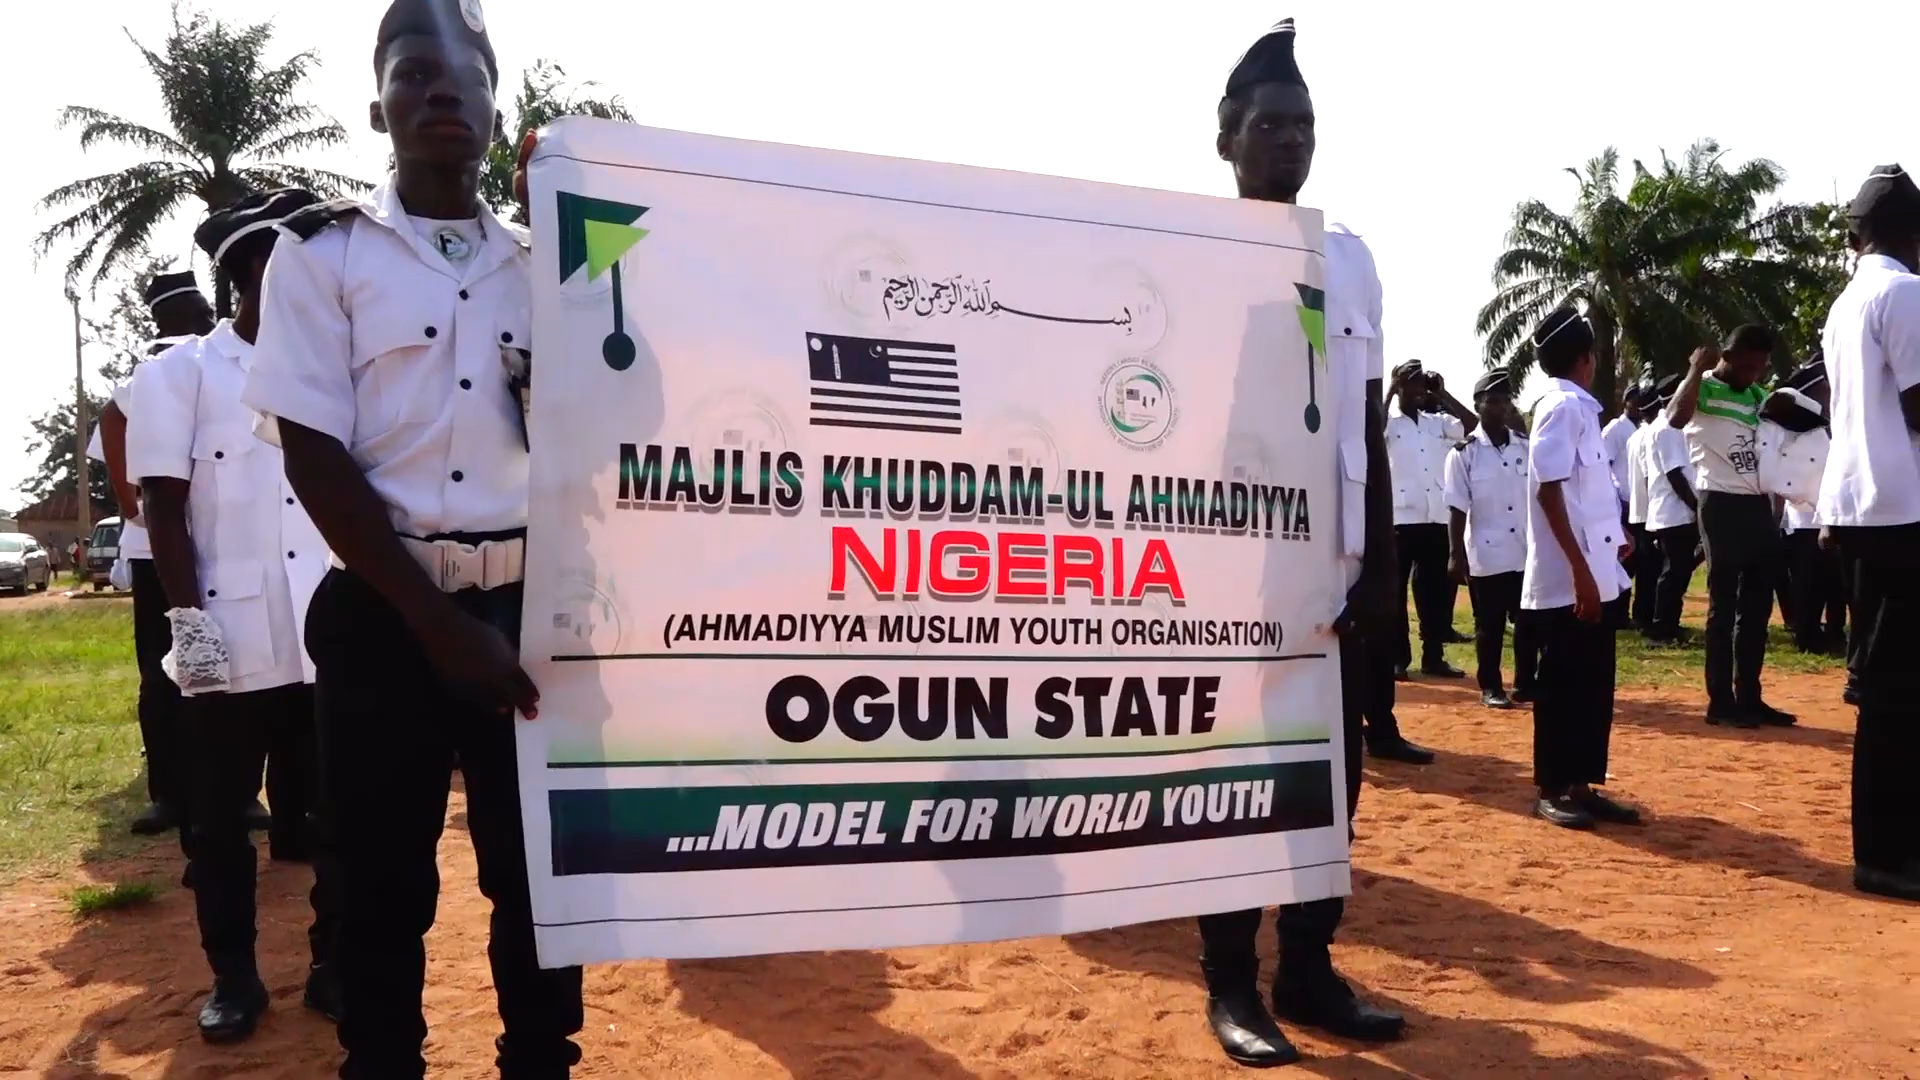 بسم الله الرحمن الرحيم
MAJLIS KHUDDAM-UL AHMADIYYA
NIGERIA
(AHMADIYYA MUSLIM YOUTH ORGANISATION)
OGUN STATE
...MODEL FOR WORLD YOUTH